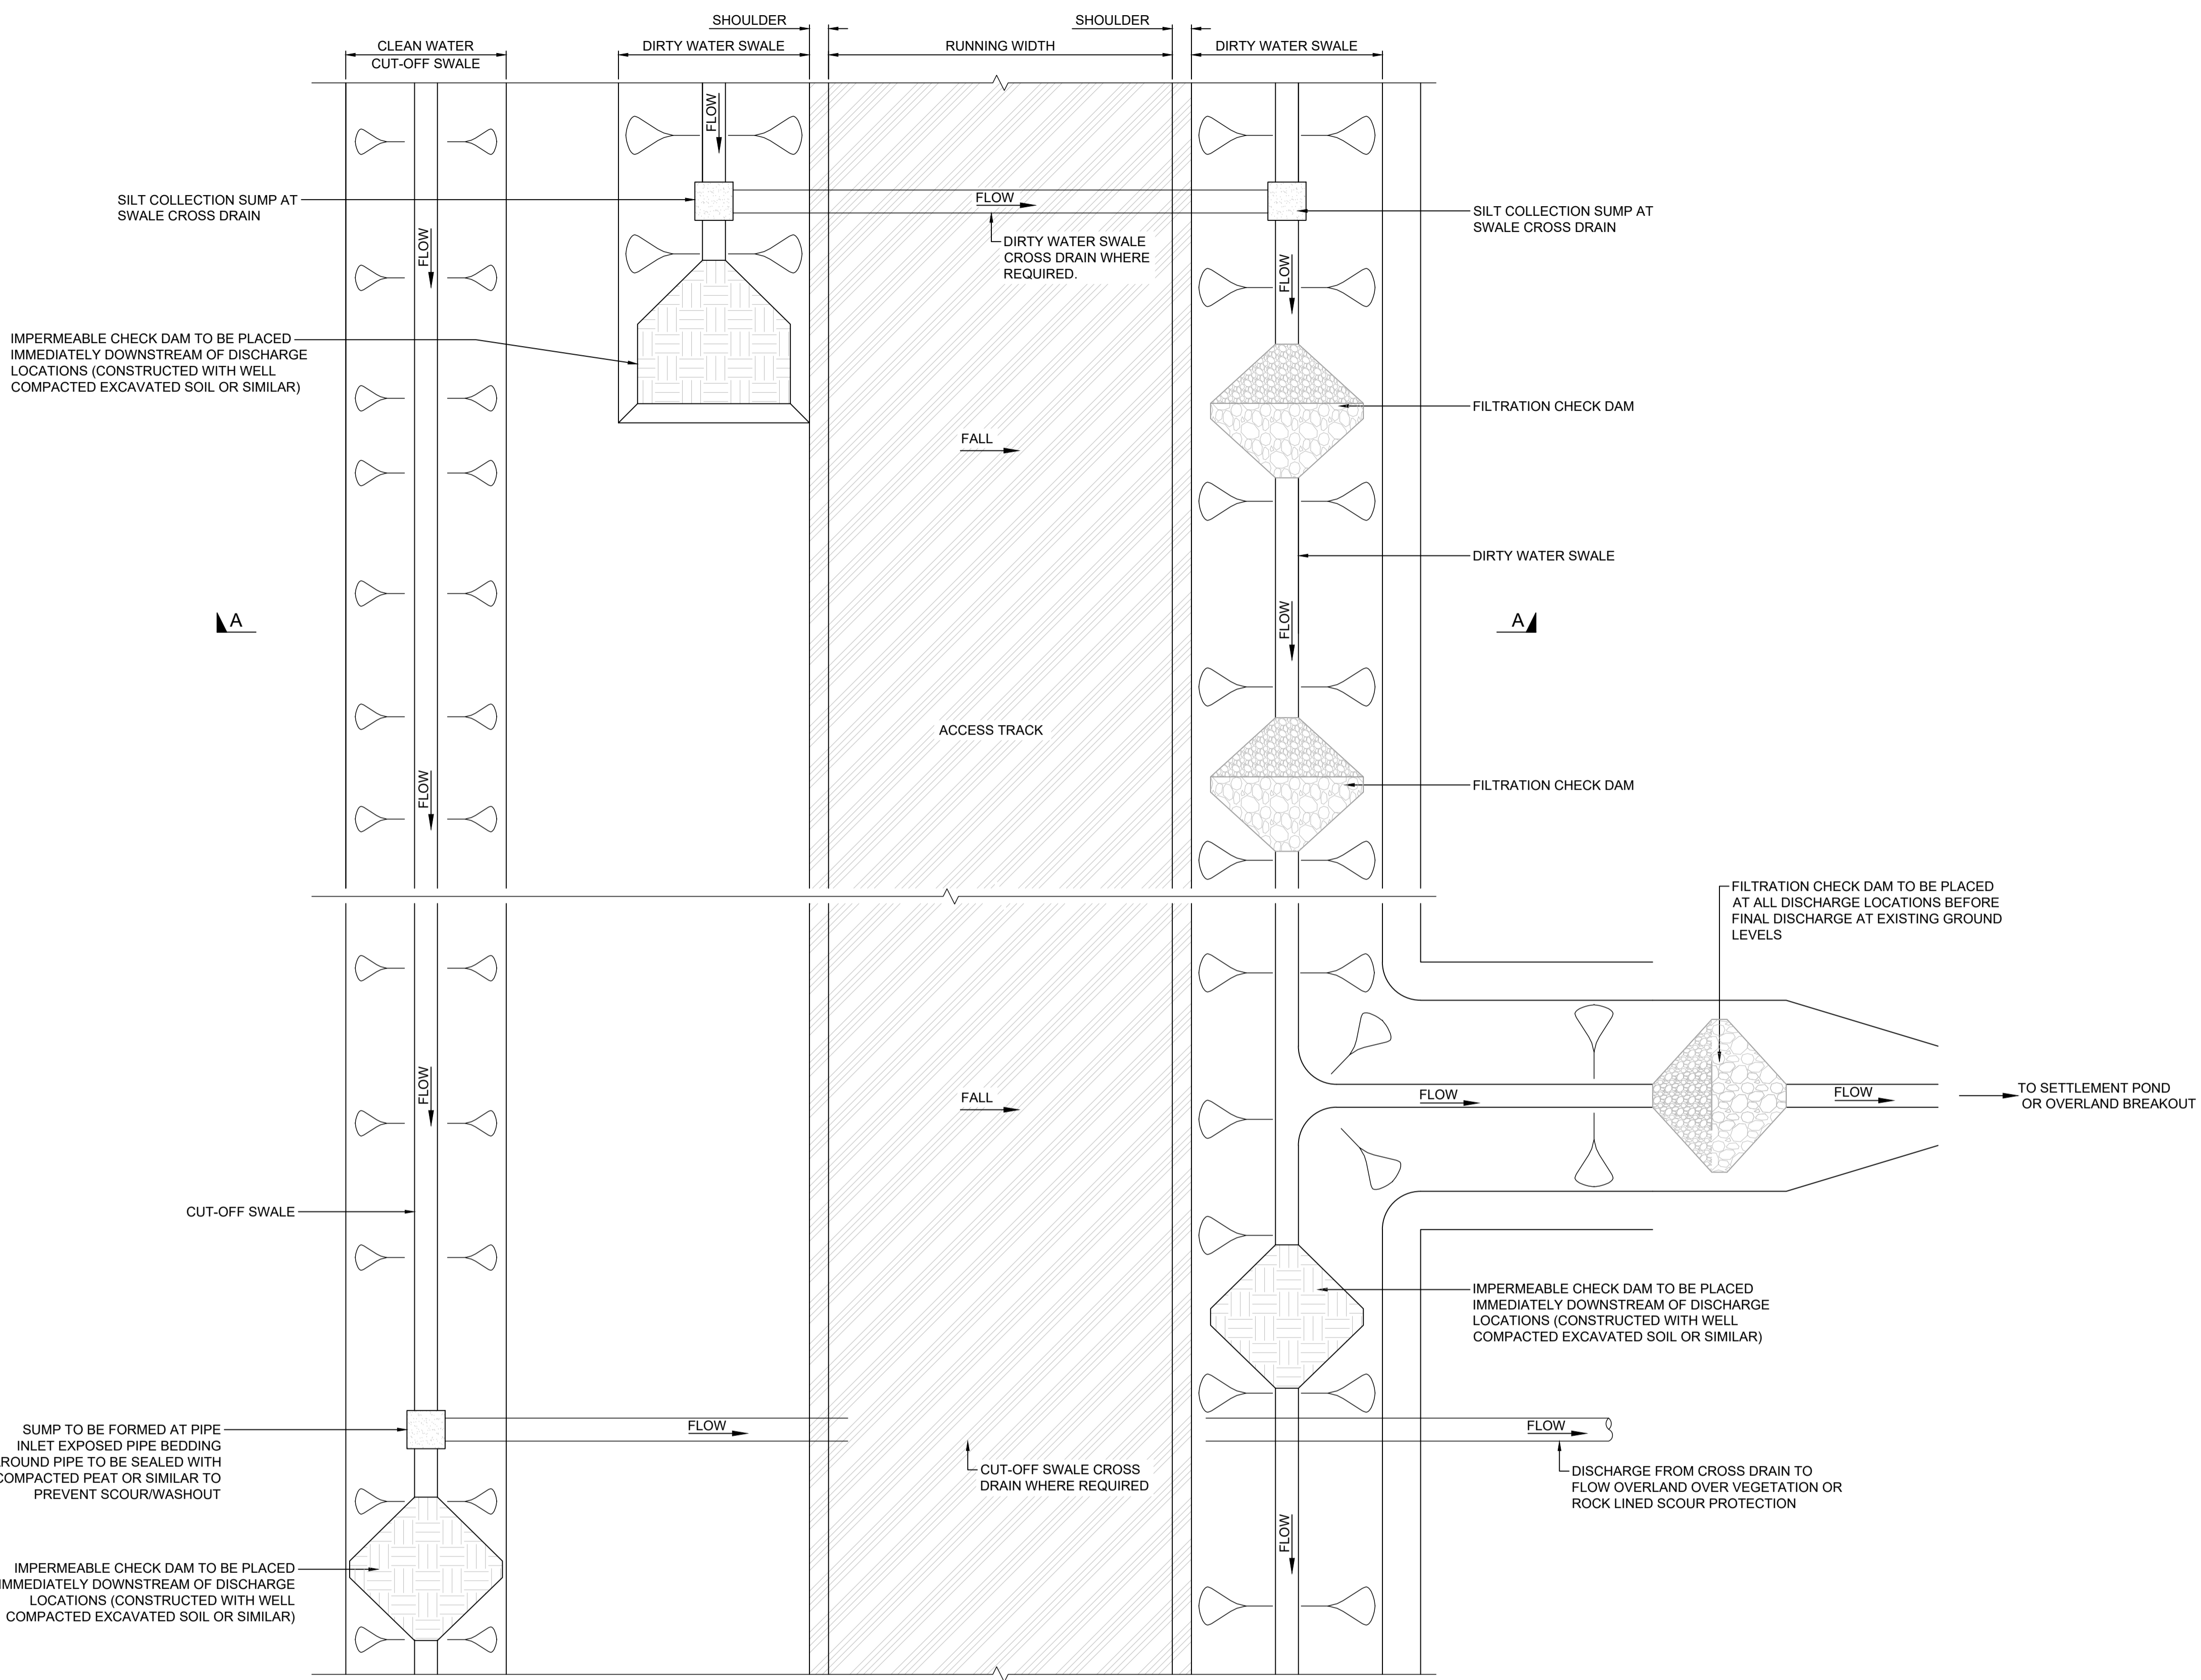 SHOULDER
SHOULDER
CLEAN WATER
CUT-OFF SWALE
DIRTY WATER SWALE
RUNNING WIDTH
DIRTY WATER SWALE
FLOW
SILT COLLECTION SUMP AT
SWALE CROSS DRAIN
FLOW
SILT COLLECTION SUMP AT
SWALE CROSS DRAIN
FLOW
DIRTY WATER SWALE
CROSS DRAIN WHERE
REQUIRED.
FLOW
IMPERMEABLE CHECK DAM TO BE PLACED
IMMEDIATELY DOWNSTREAM OF DISCHARGE
LOCATIONS (CONSTRUCTED WITH WELL
COMPACTED EXCAVATED SOIL OR SIMILAR)
FILTRATION CHECK DAM
FALL
DIRTY WATER SWALE
A
FLOW
A
ACCESS TRACK
FLOW
FILTRATION CHECK DAM
FILTRATION CHECK DAM TO BE PLACED
AT ALL DISCHARGE LOCATIONS BEFORE
FINAL DISCHARGE AT EXISTING GROUND
LEVELS
FLOW
FALL
FLOW
FLOW
TO SETTLEMENT POND
OR OVERLAND BREAKOUT
CUT-OFF SWALE
IMPERMEABLE CHECK DAM TO BE PLACED
IMMEDIATELY DOWNSTREAM OF DISCHARGE
LOCATIONS (CONSTRUCTED WITH WELL
COMPACTED EXCAVATED SOIL OR SIMILAR)
SUMP TO BE FORMED AT PIPE
INLET EXPOSED PIPE BEDDING
AROUND PIPE TO BE SEALED WITH
COMPACTED PEAT OR SIMILAR TO
PREVENT SCOUR/WASHOUT
FLOW
FLOW
CUT-OFF SWALE CROSS
DRAIN WHERE REQUIRED
DISCHARGE FROM CROSS DRAIN TO
FLOW OVERLAND OVER VEGETATION OR
ROCK LINED SCOUR PROTECTION
FLOW
IMPERMEABLE CHECK DAM TO BE PLACED
IMMEDIATELY DOWNSTREAM OF DISCHARGE
LOCATIONS (CONSTRUCTED WITH WELL
COMPACTED EXCAVATED SOIL OR SIMILAR)